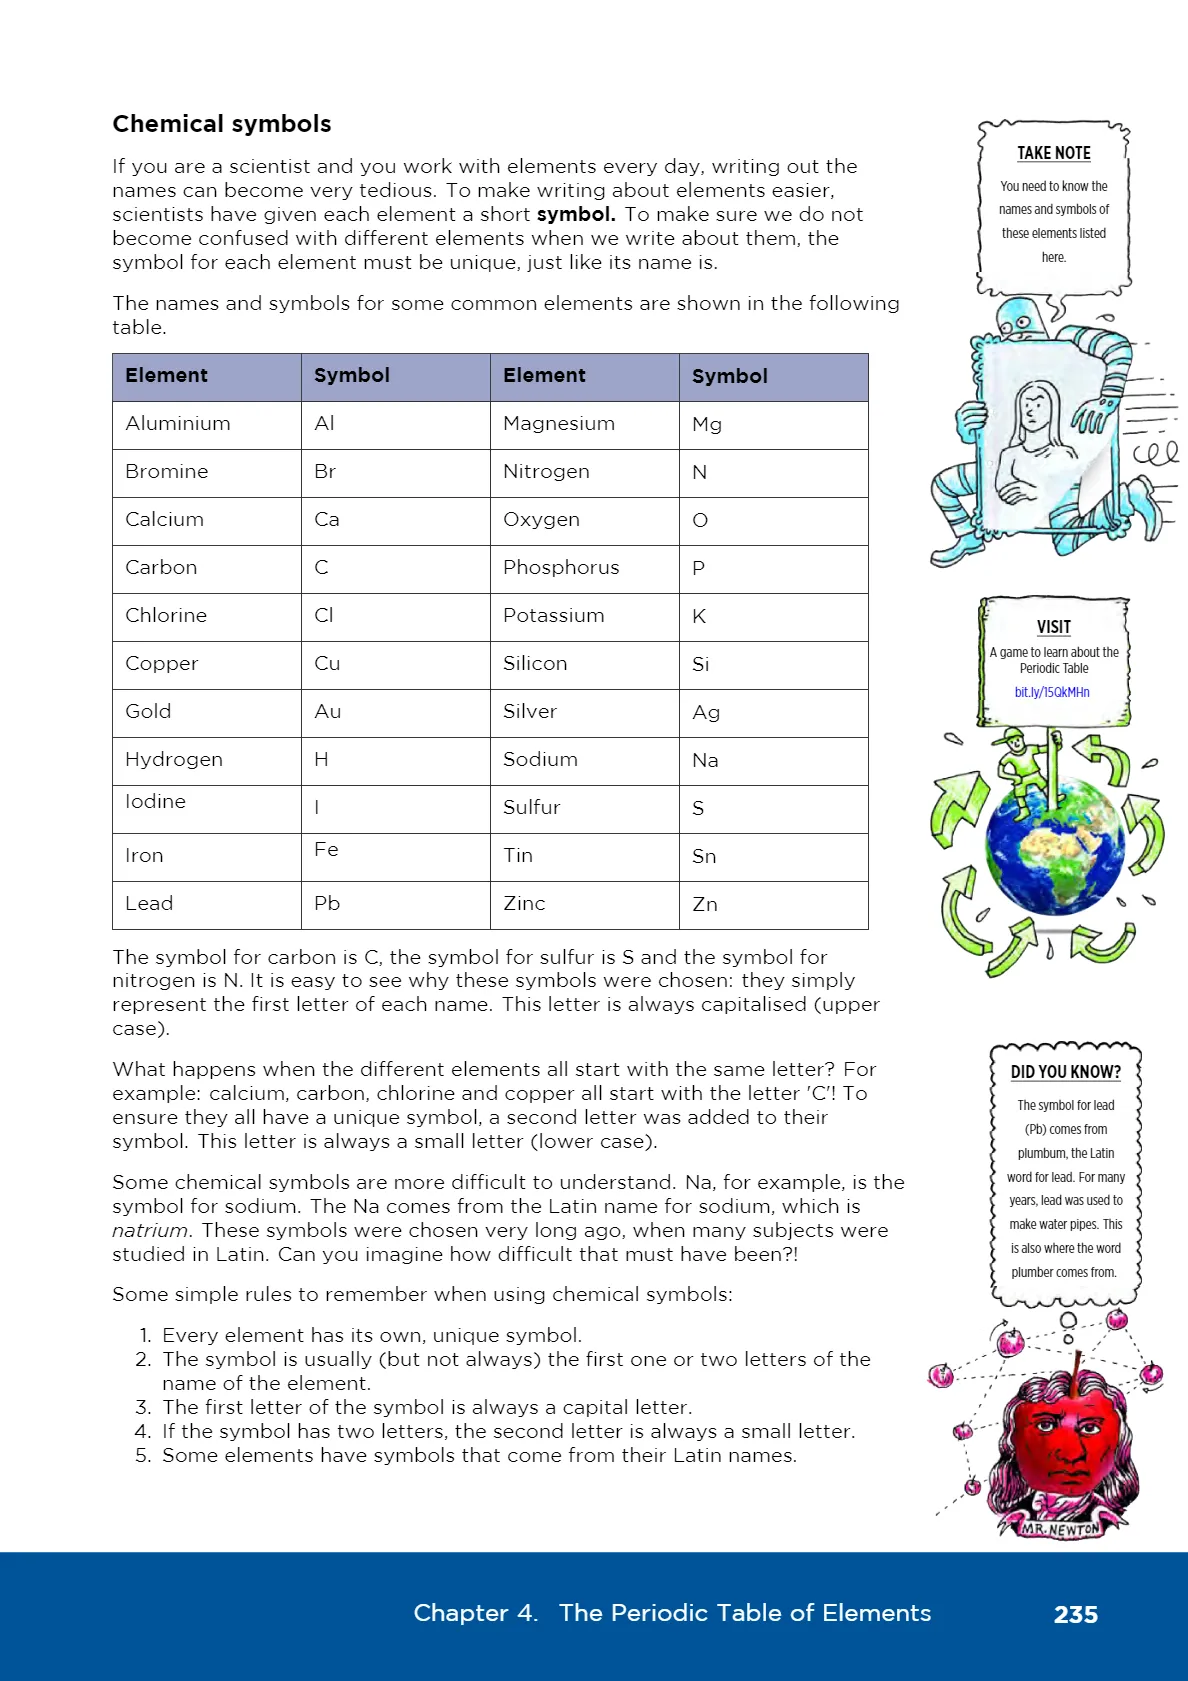 Chemical symbols
If you are a scientist and you work with elements every day, writing out the
names can become very tedious. To make writing about elements easier,
scientists have given each element a short symbol. To make sure we do not
become confused with different elements when we write about them, the
symbol for each element must be unique, just like its name is.
The names and symbols for some common elements are shown in the following
table.
Element Symbol Element Symbol
Aluminium Al Magnesium Mg
Bromine Br Nitrogen N
Calcium Ca Oxygen O
Carbon C Phosphorus P
Chlorine Cl Potassium K
Copper Cu Silicon Si
Gold Au Silver Ag
Hydrogen H Sodium Na
Iodine I Sulfur S
Iron Fe Tin Sn
Lead Pb Zinc Zn
The symbol for carbon is C, the symbol for sulfur is S and the symbol for
nitrogen is N. It is easy to see why these symbols were chosen: they simply
represent the first letter of each name. This letter is always capitalised (upper
case).
What happens when the different elements all start with the same letter? For
example: calcium, carbon, chlorine and copper all start with the letter 'C'! To
ensure they all have a unique symbol, a second letter was added to their
symbol. This letter is always a small letter (lower case).
Some chemical symbols are more difficult to understand. Na, for example, is the
symbol for sodium. The Na comes from the Latin name for sodium, which is
natrium. These symbols were chosen very long ago, when many subjects were
studied in Latin. Can you imagine how difficult that must have been?!
Some simple rules to remember when using chemical symbols:
1. Every element has its own, unique symbol.
2. The symbol is usually (but not always) the first one or two letters of the
name of the element.
3. The first letter of the symbol is always a capital letter.
4. If the symbol has two letters, the second letter is always a small letter.
5. Some elements have symbols that come from their Latin names.
TAKE NOTE
You need to know the
names and symbols of
these elements listed
here.
VISIT
A game to learn about the
Periodic Table
bit.ly/15QkMHn
DID YOU KNOW?
The symbol for lead
(Pb) comes from
plumbum, the Latin
word for lead. For many
years, lead was used to
make water pipes. This
is also where the word
plumber comes from.
MR. NEWTON
Chapter 4. The Periodic Table of Elements 235